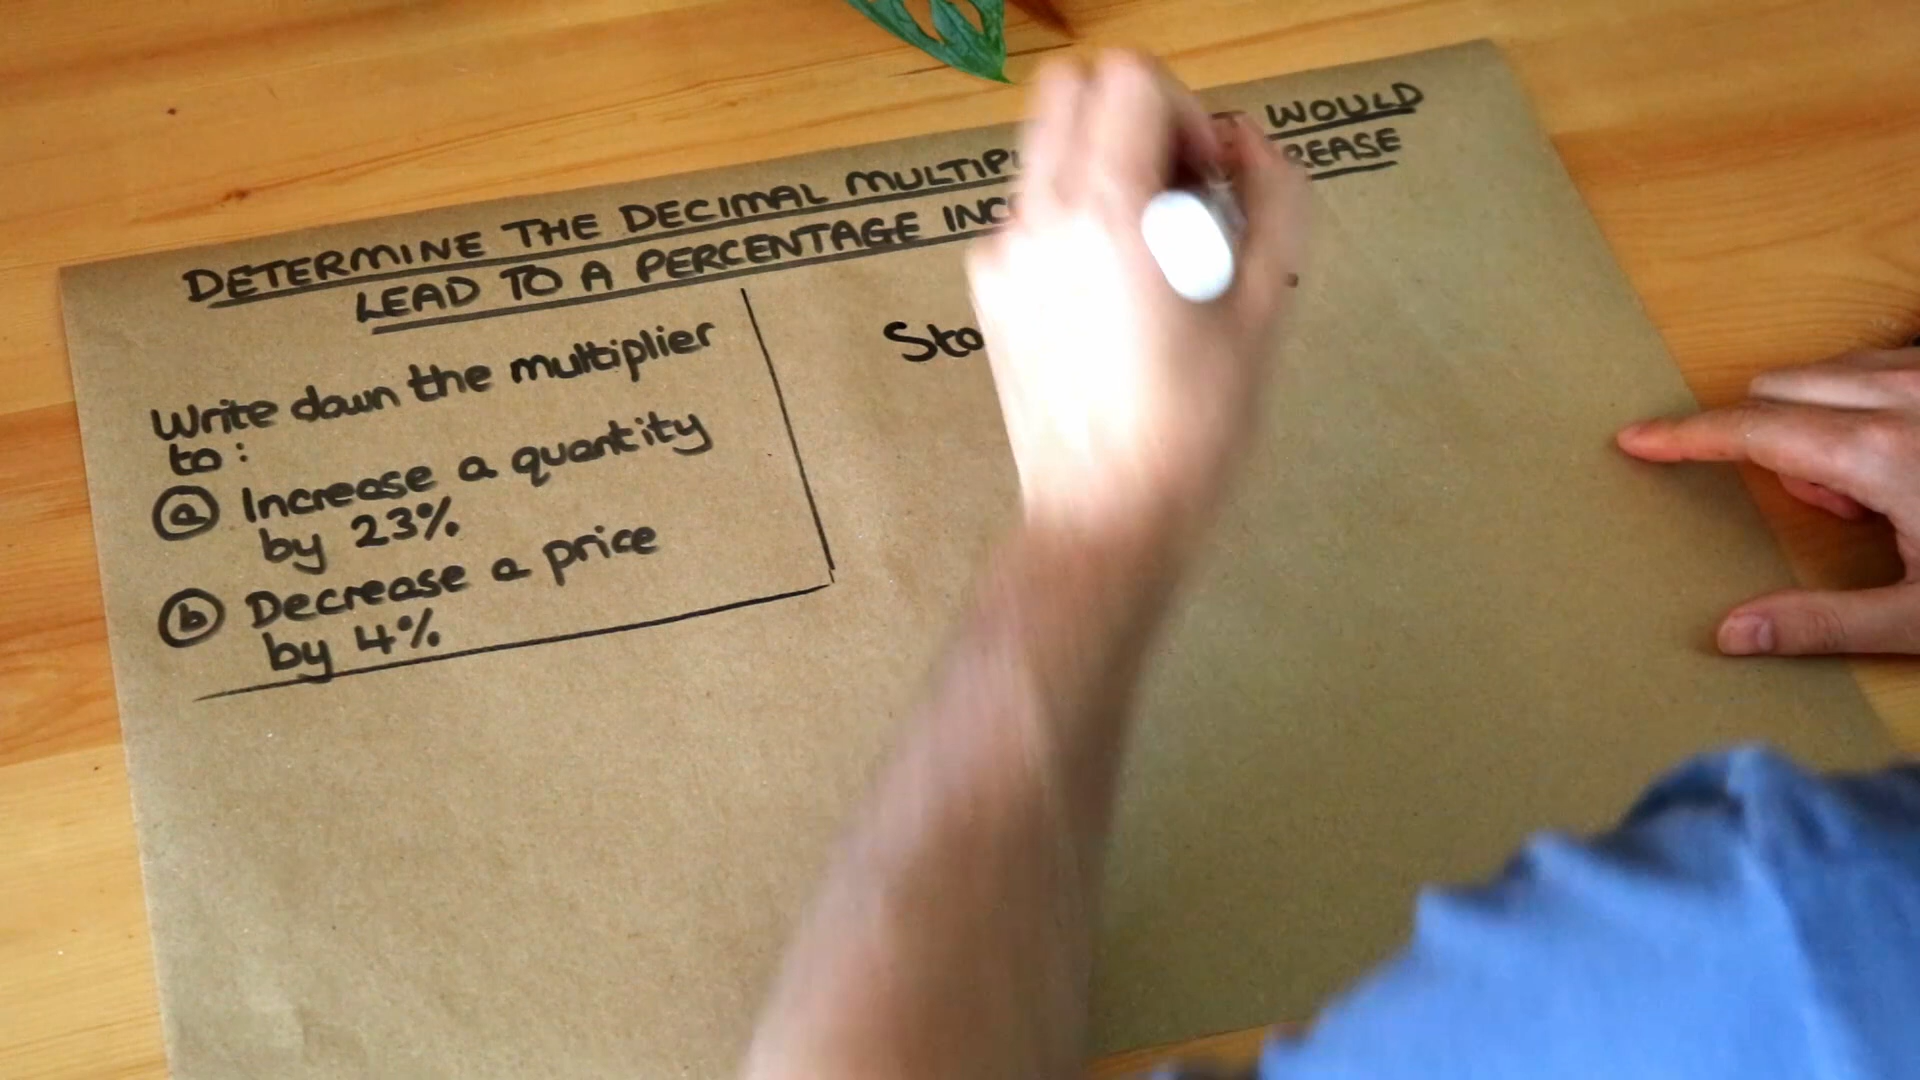 DETERMINE THE DECIMAL WOULD
LEAD TO A PERCENTAGE
Write down the multiplier
to:
a Increase a quantity
by 23%
b Decrease a price
by 4%